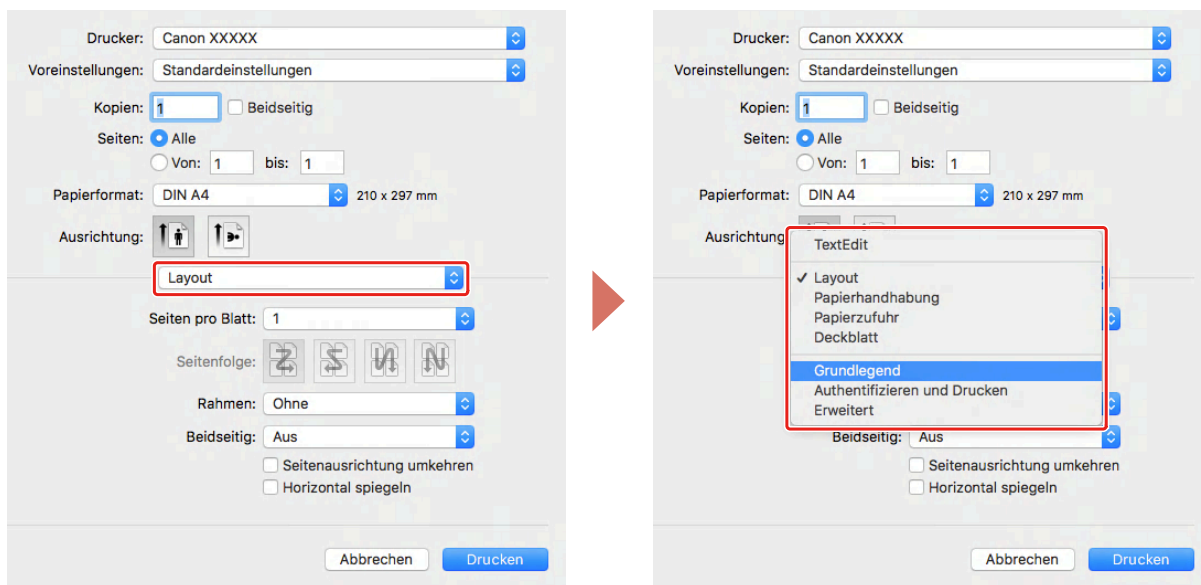 Drucker: Canon XXXXX
Voreinstellungen: Standardeinstellungen
Kopien: 1 Beidseitig
Seiten: Alle
Von: 1 bis: 1
Papierformat: DIN A4 210 x 297 mm
Ausrichtung:
Layout
Seiten pro Blatt: 1
Seitenfolge:
Rahmen: Ohne
Beidseitig: Aus
Seitenausrichtung umkehren
Horizontal spiegeln
Abbrechen Drucken
Drucker: Canon XXXXX
Voreinstellungen: Standardeinstellungen
Kopien: 1 Beidseitig
Seiten: Alle
Von: 1 bis: 1
Papierformat: DIN A4 210 x 297 mm
Ausrichtung
TextEdit
✓ Layout
Papierhandhabung
Papierzufuhr
Deckblatt
Grundlegend
Authentifizieren und Drucken
Erweitert
Beidseitig: Aus
Seitenausrichtung umkehren
Horizontal spiegeln
Abbrechen Drucken